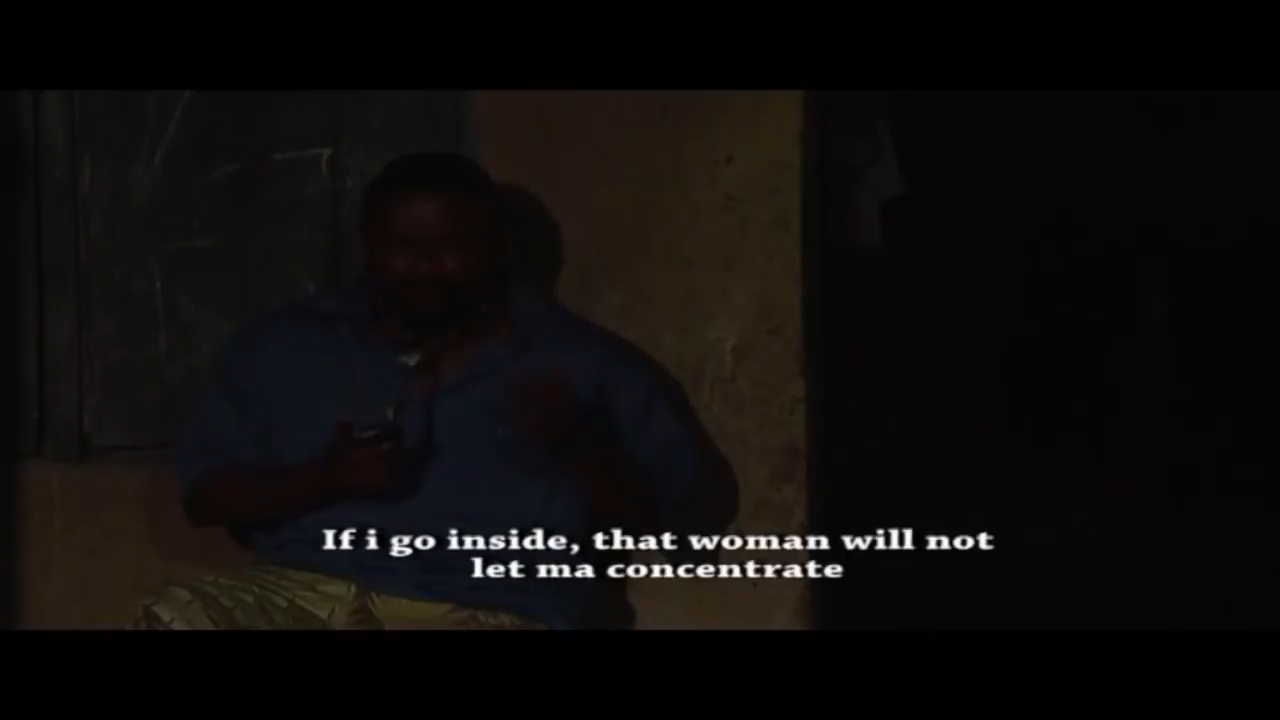 If i go inside, that woman will not
let ma concentrate